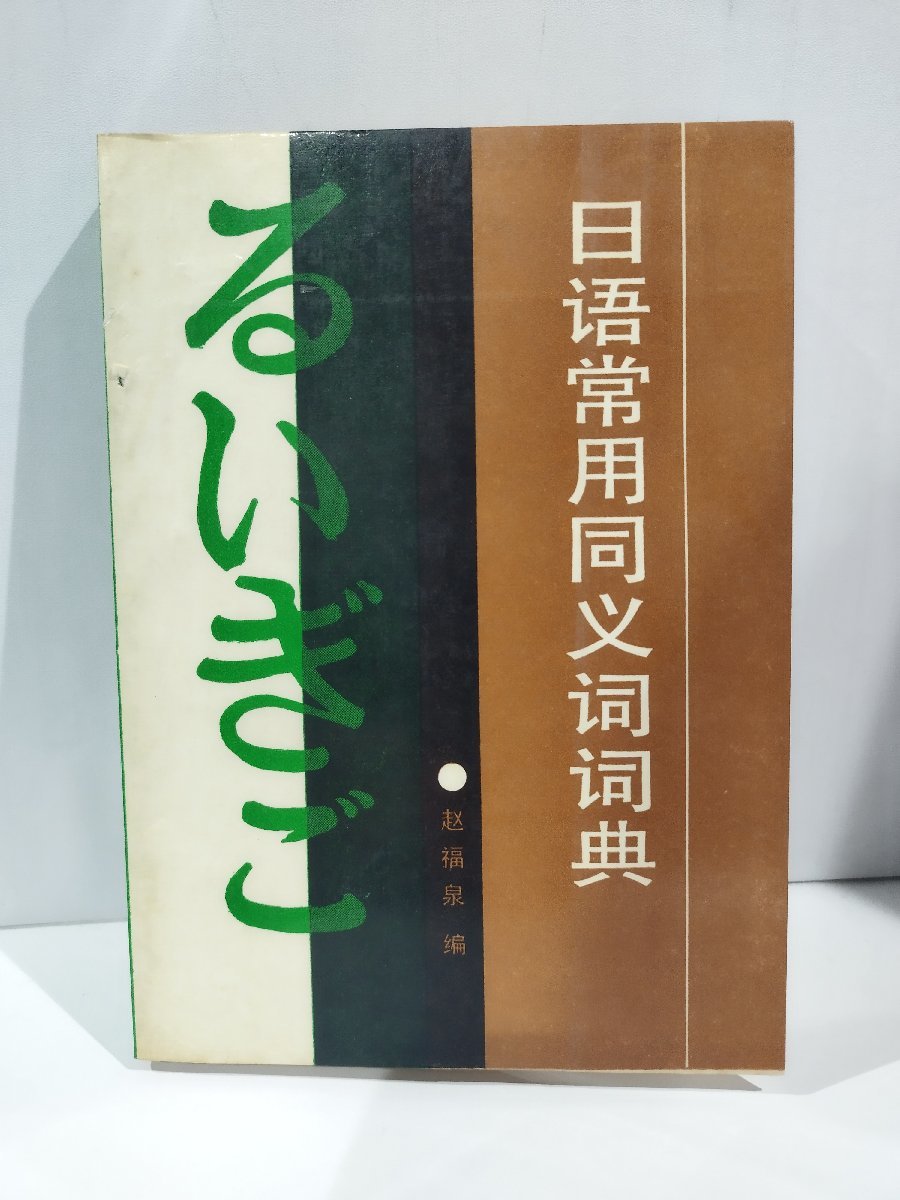 日语常用同义词词典
赵福泉 编
るいぎご